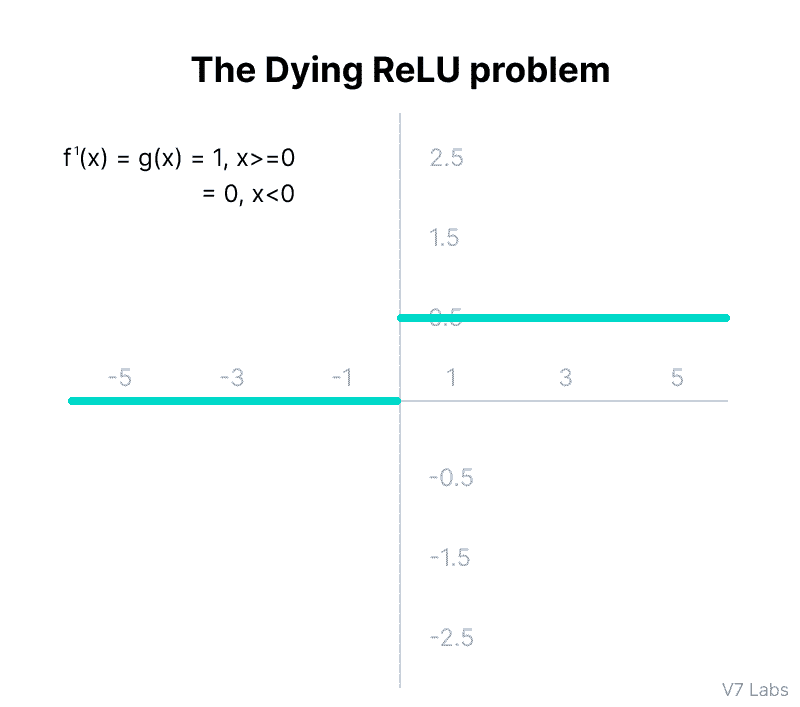 The Dying ReLU problem
f¹(x) = g(x) = 1, x>=0
= 0, x<0
2.5
1.5
0.5
-5 -3 -1 1 3 5
-0.5
-1.5
-2.5
V7 Labs